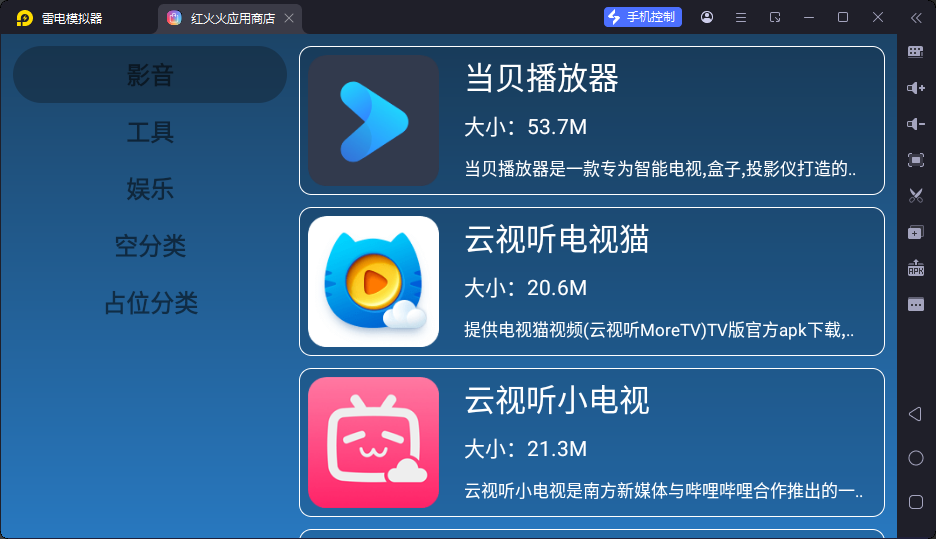 雷电模拟器
红火火应用商店
手机控制
影音
工具
娱乐
空分类
占位分类
当贝播放器
大小：53.7M
当贝播放器是一款专为智能电视,盒子,投影仪打造的..
云视听电视猫
大小：20.6M
提供电视猫视频(云视听MoreTV)TV版官方apk下载,..
云视听小电视
大小：21.3M
云视听小电视是南方新媒体与哔哩哔哩合作推出的一..
APK